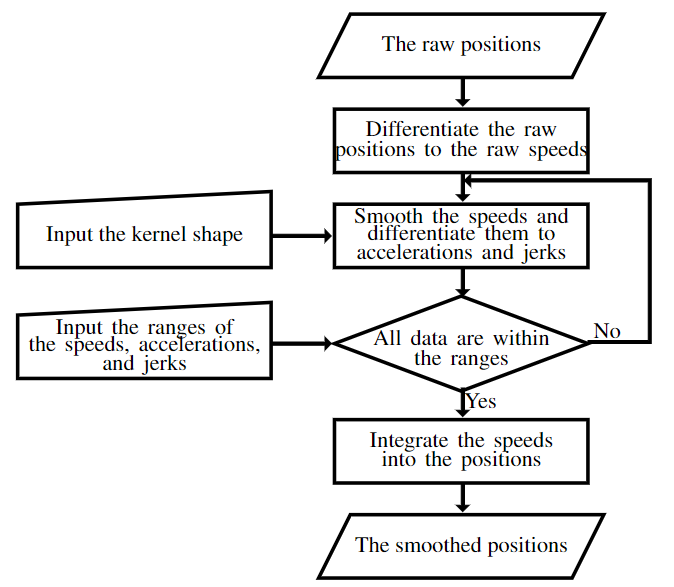 The raw positions
Differentiate the raw
positions to the raw speeds
Input the kernel shape
Smooth the speeds and
differentiate them to
accelerations and jerks
Input the ranges of
the speeds, accelerations,
and jerks
All data are within
the ranges
No
Yes
Integrate the speeds
into the positions
The smoothed positions